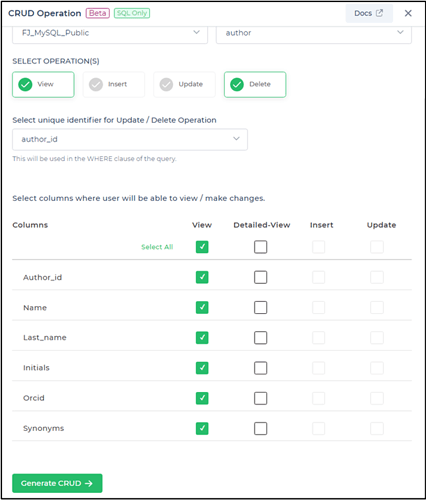 CRUD Operation Beta SQL Only Docs
FJ_MySQL_Public author
SELECT OPERATION(S)
View Insert Update Delete
Select unique identifier for Update / Delete Operation
author_id
This will be used in the WHERE clause of the query.
Select columns where user will be able to view / make changes.
Columns View Detailed-View Insert Update
Select All
Author_id
Name
Last_name
Initials
Orcid
Synonyms
Generate CRUD →